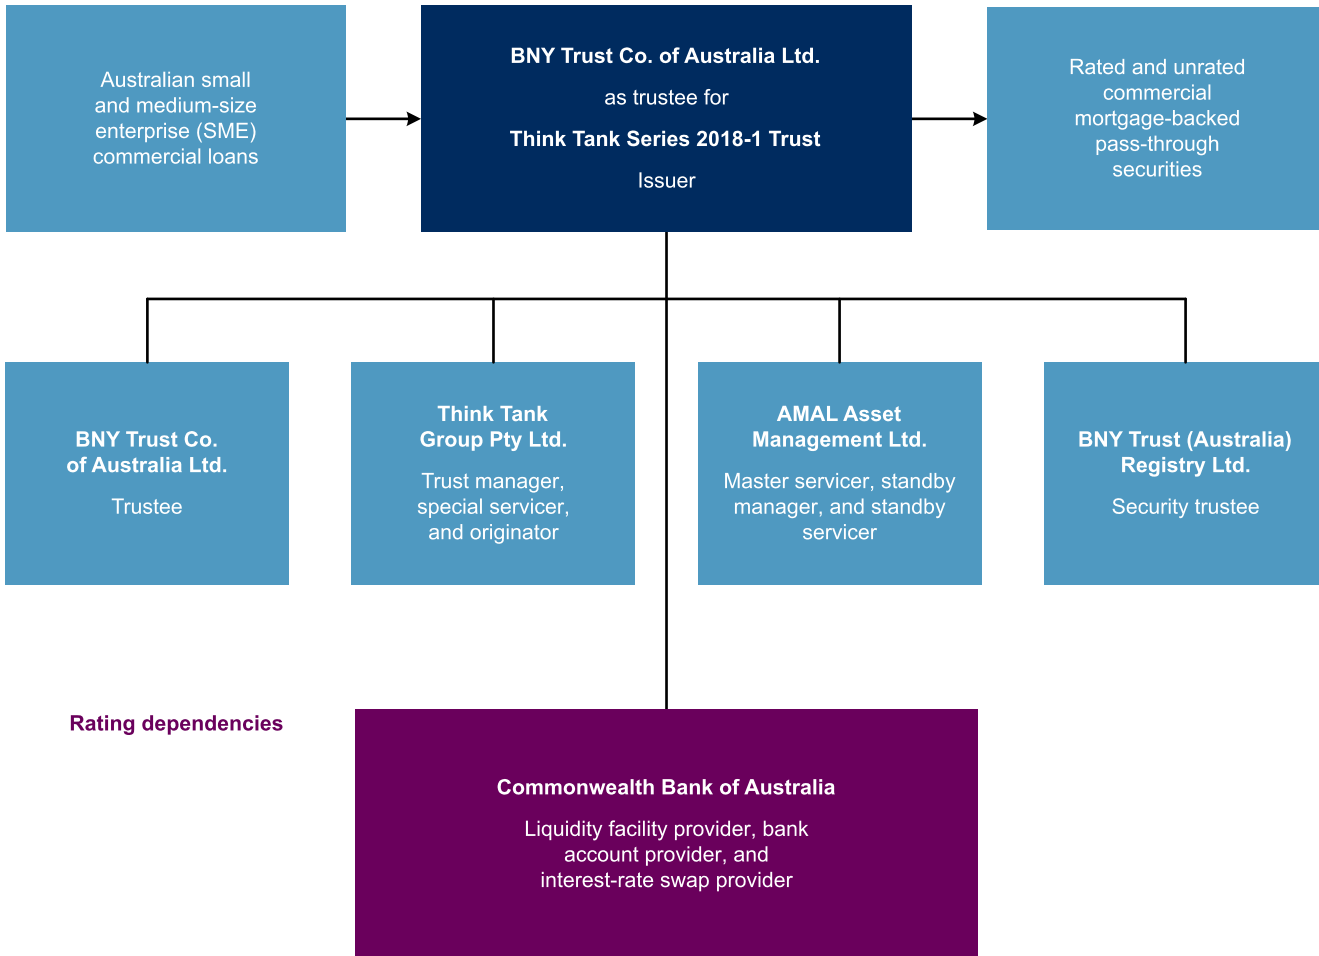 Australian small
and medium-size
enterprise (SME)
commercial loans
BNY Trust Co. of Australia Ltd.
as trustee for
Think Tank Series 2018-1 Trust
Issuer
Rated and unrated
commercial
mortgage-backed
pass-through
securities
BNY Trust Co.
of Australia Ltd.
Trustee
Think Tank
Group Pty Ltd.
Trust manager,
special servicer,
and originator
AMAL Asset
Management Ltd.
Master servicer, standby
manager, and standby
servicer
BNY Trust (Australia)
Registry Ltd.
Security trustee
Rating dependencies
Commonwealth Bank of Australia
Liquidity facility provider, bank
account provider, and
interest-rate swap provider